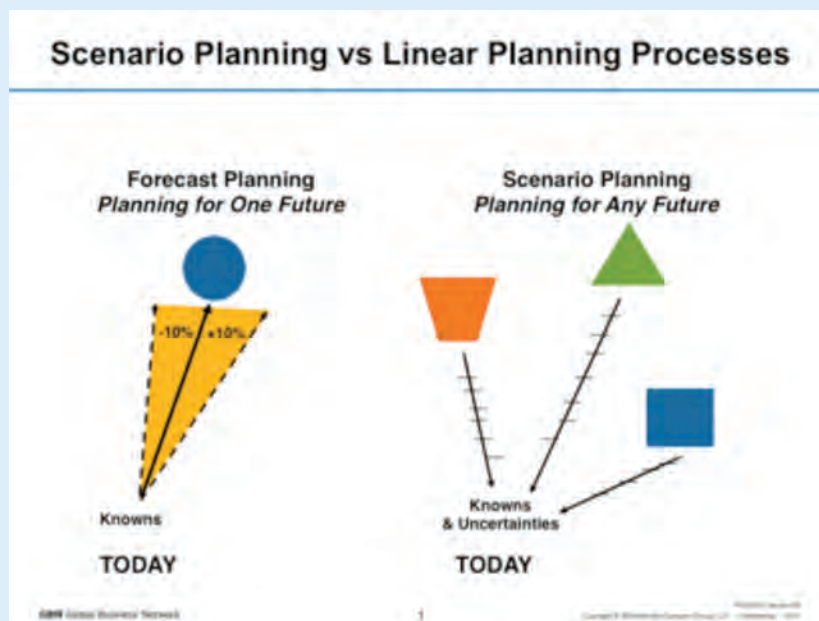 Scenario Planning vs Linear Planning Processes
Forecast Planning
Planning for One Future
-10%
+10%
Knowns
TODAY
Scenario Planning
Planning for Any Future
Knowns
& Uncertainties
TODAY
GBN Global Business Network
1